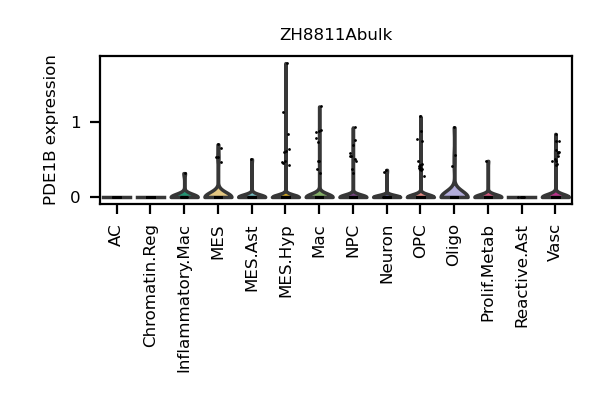 ZH8811Abulk
PDE1B expression
1
0
AC
Chromatin.Reg
Inflammatory.Mac
MES
MES.Ast
MES.Hyp
Mac
NPC
Neuron
OPC
Oligo
Prolif.Metab
Reactive.Ast
Vasc